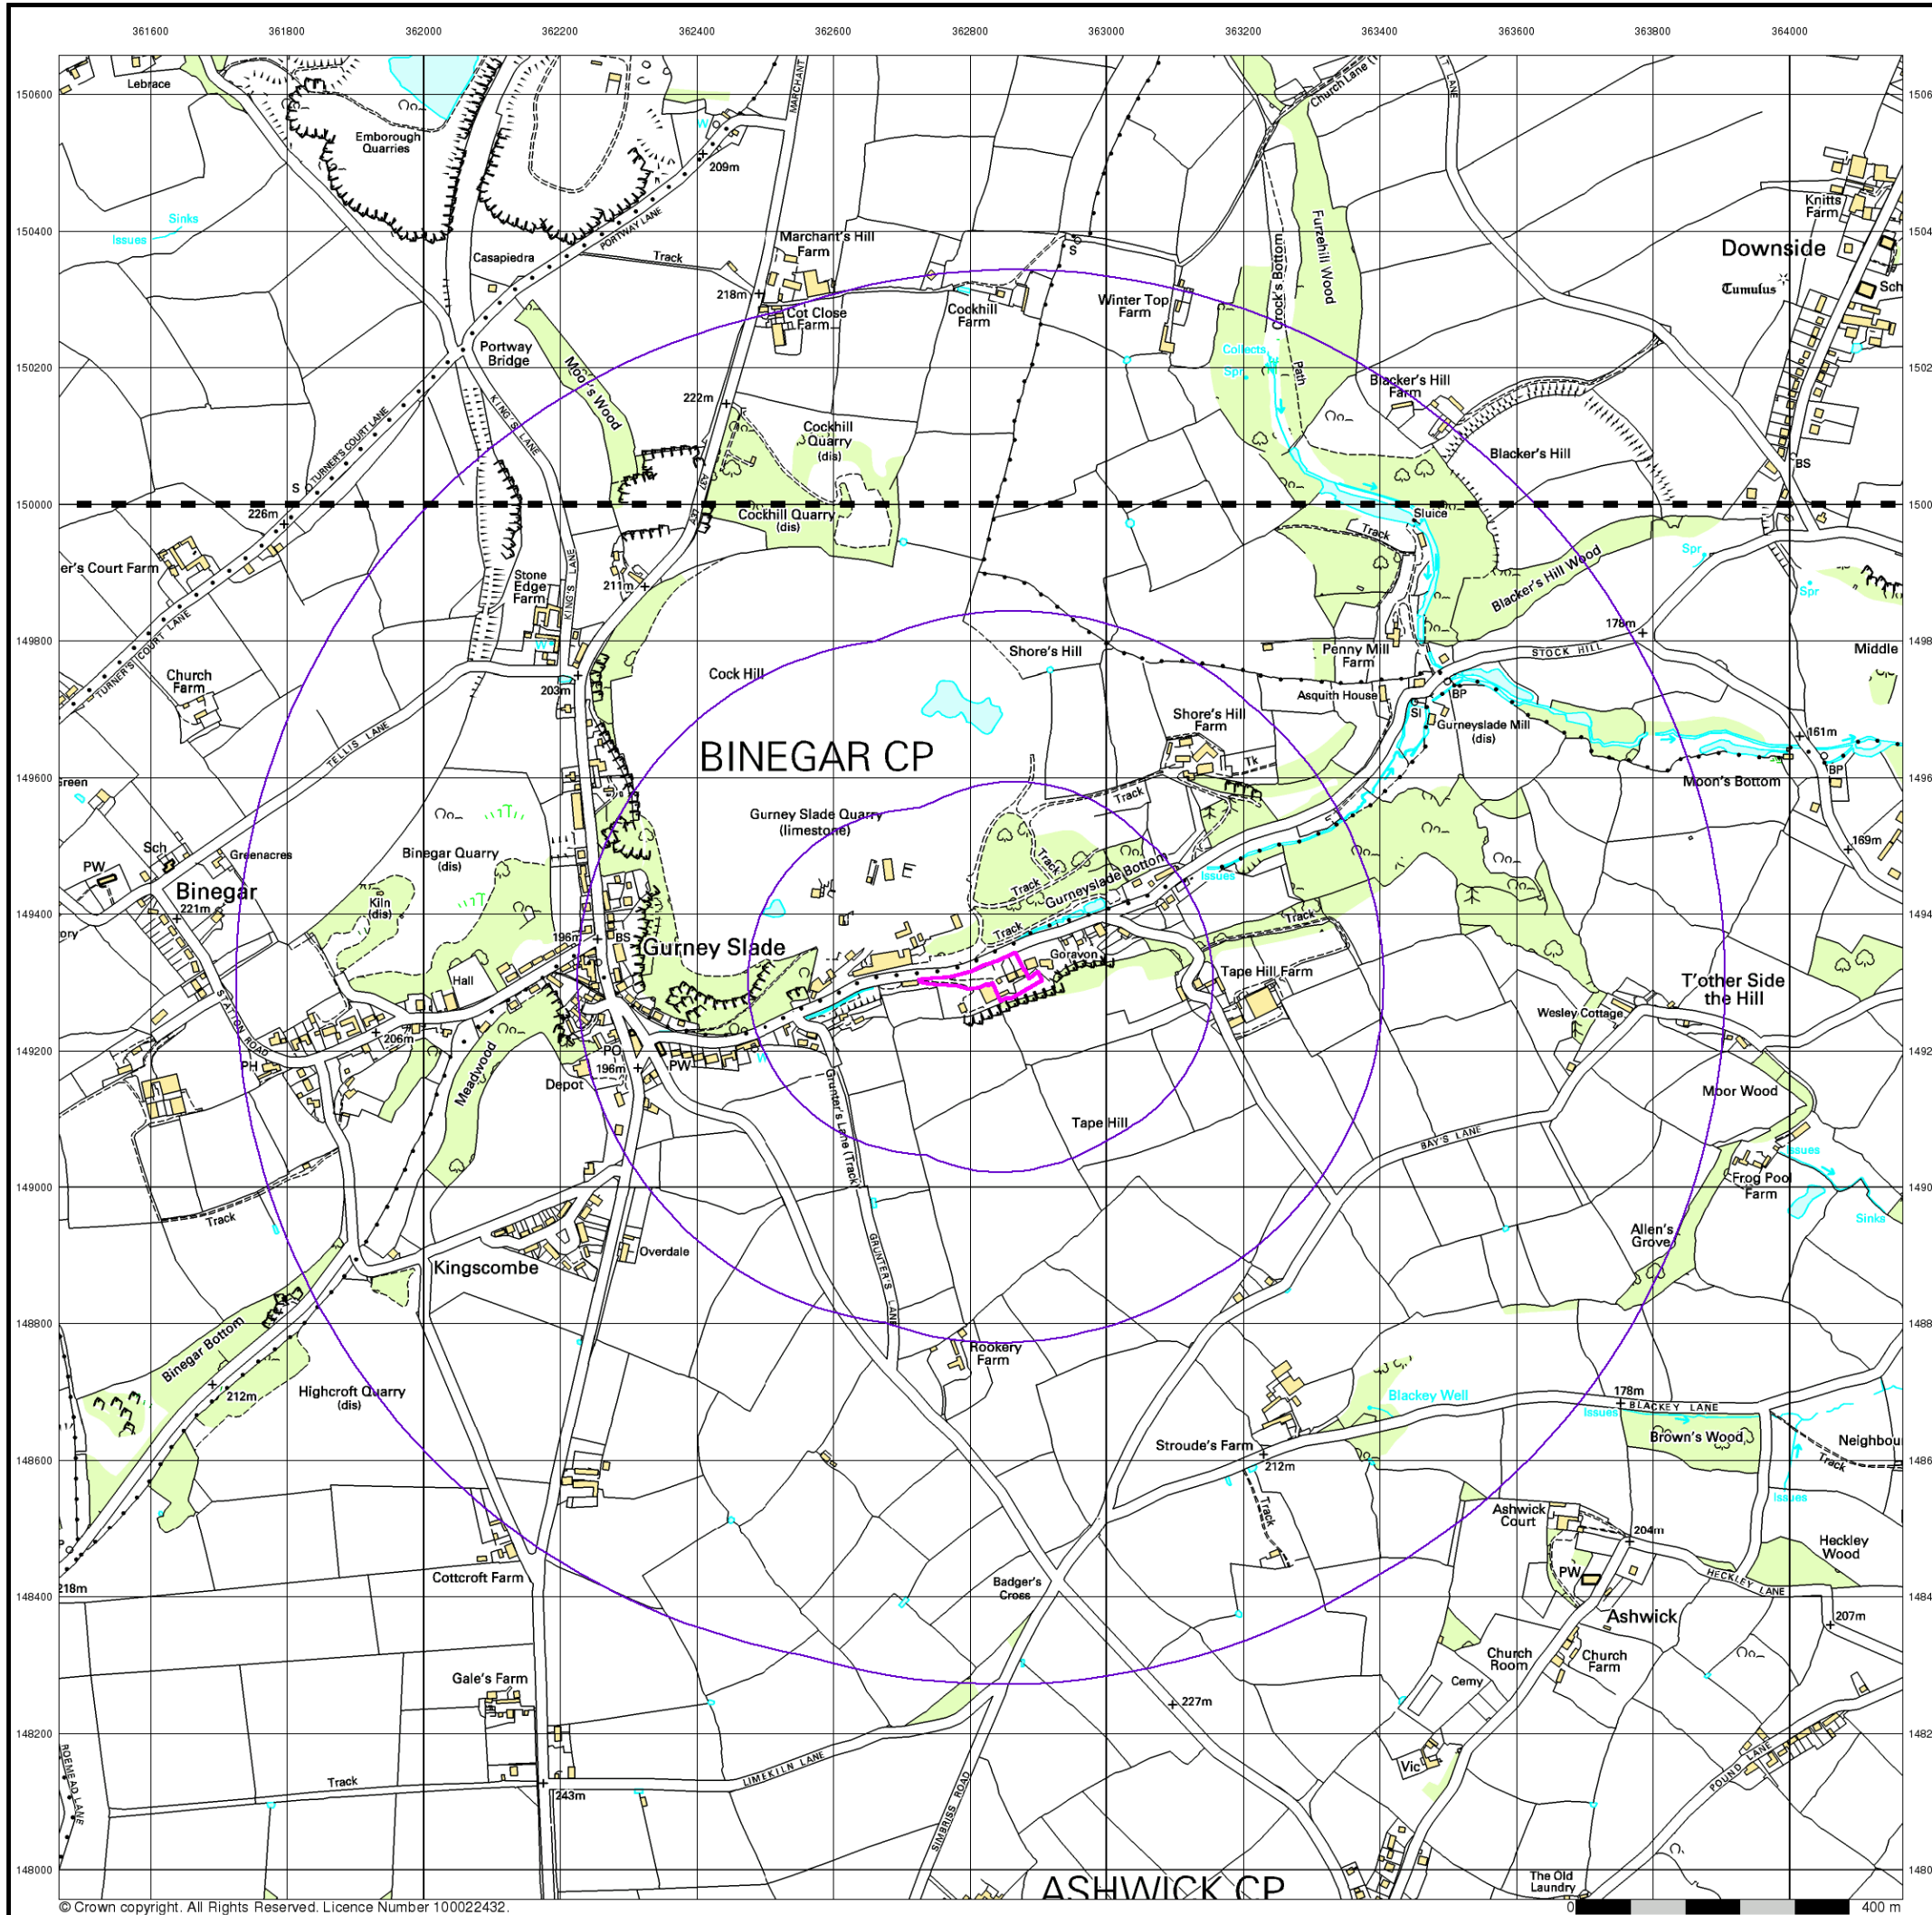 361600 361800 362000 362200 362400 362600 362800 363000 363200 363400 363600 363800 364000
150600
150400
150200
150000
149800
149600
149400
149200
149000
148800
148600
148400
148200
148000
Lebrace
Emborough
Quarries
Sinks
Issues
W
209m
MARCHANT
PORTWAY LANE
Casapiedra
Track
Marchant's Hill
Farm
218m
Cot Close
Farm
Cockhill
Farm
S
Winter Top
Farm
Church Lane
Crock's Bottom
Furzehill Wood
Knitts
Farm
Downside
Tumulus
Sch
Portway
Bridge
Moor's Wood
KING'S LANE
222m
Cockhill
Quarry
(dis)
Collects
Spr
Path
Blacker's Hill
Farm
Blacker's Hill
BS
TURNER'S COURT LANE
S
226m
A37
A37
Cockhill Quarry
(dis)
Sluice
Track
er's Court Farm
Stone
Edge
Farm
KING'S LANE
211m
Blacker's Hill Wood
Spr
Spr
TURNER'S COURT LANE
W
178m
Church
Farm
203m
Cock Hill
Shore's Hill
Penny Mill
Farm
STOCK HILL
Middle
Asquith House
BP
Sl
Gurneyslade Mill
(dis)
TELLIS LANE
BINEGAR CP
Shore's Hill
Farm
Tk
161m
BP
Moon's Bottom
Green
Track
Gurney Slade Quarry
(limestone)
169m
Sch
PW
Greenacres
Binegar Quarry
(dis)
Binegar
221m
Kiln
(dis)
Track
Track
Gurneyslade Bottom
Issues
ory
196m
BS
Gurney Slade
Track
Goravon
Track
Tape Hill Farm
T'other Side
the Hill
Wesley Cottage
Hall
STATION ROAD
206m
PH
Meadwood
PO
PW
196m
Depot
W
Grunter's Lane (Track)
Tape Hill
Moor Wood
BAY'S LANE
Issues
Frog Pool
Farm
Sinks
Track
Overdale
Kingscombe
GRUNTER'S LANE
Allen's
Grove
Binegar Bottom
Rookery
Farm
Highcroft Quarry
(dis)
212m
Blackey Well
178m
BLACKEY LANE
Issues
Brown's Wood
Neighbou
Track
Issues
Stroude's Farm
212m
Track
Ashwick
Court
204m
Heckley
Wood
PW
HECKLEY LANE
218m
Cottcroft Farm
Badger's
Cross
Ashwick
207m
Church
Room
Church
Farm
Gale's Farm
Cemy
227m
ROEMEAD LANE
Track
243m
LIMEKILN LANE
SIMBRISS ROAD
Vic
POUND LANE
ASHWICK CP
The Old
Laundry
© Crown copyright. All Rights Reserved. Licence Number 100022432.
0 400 m